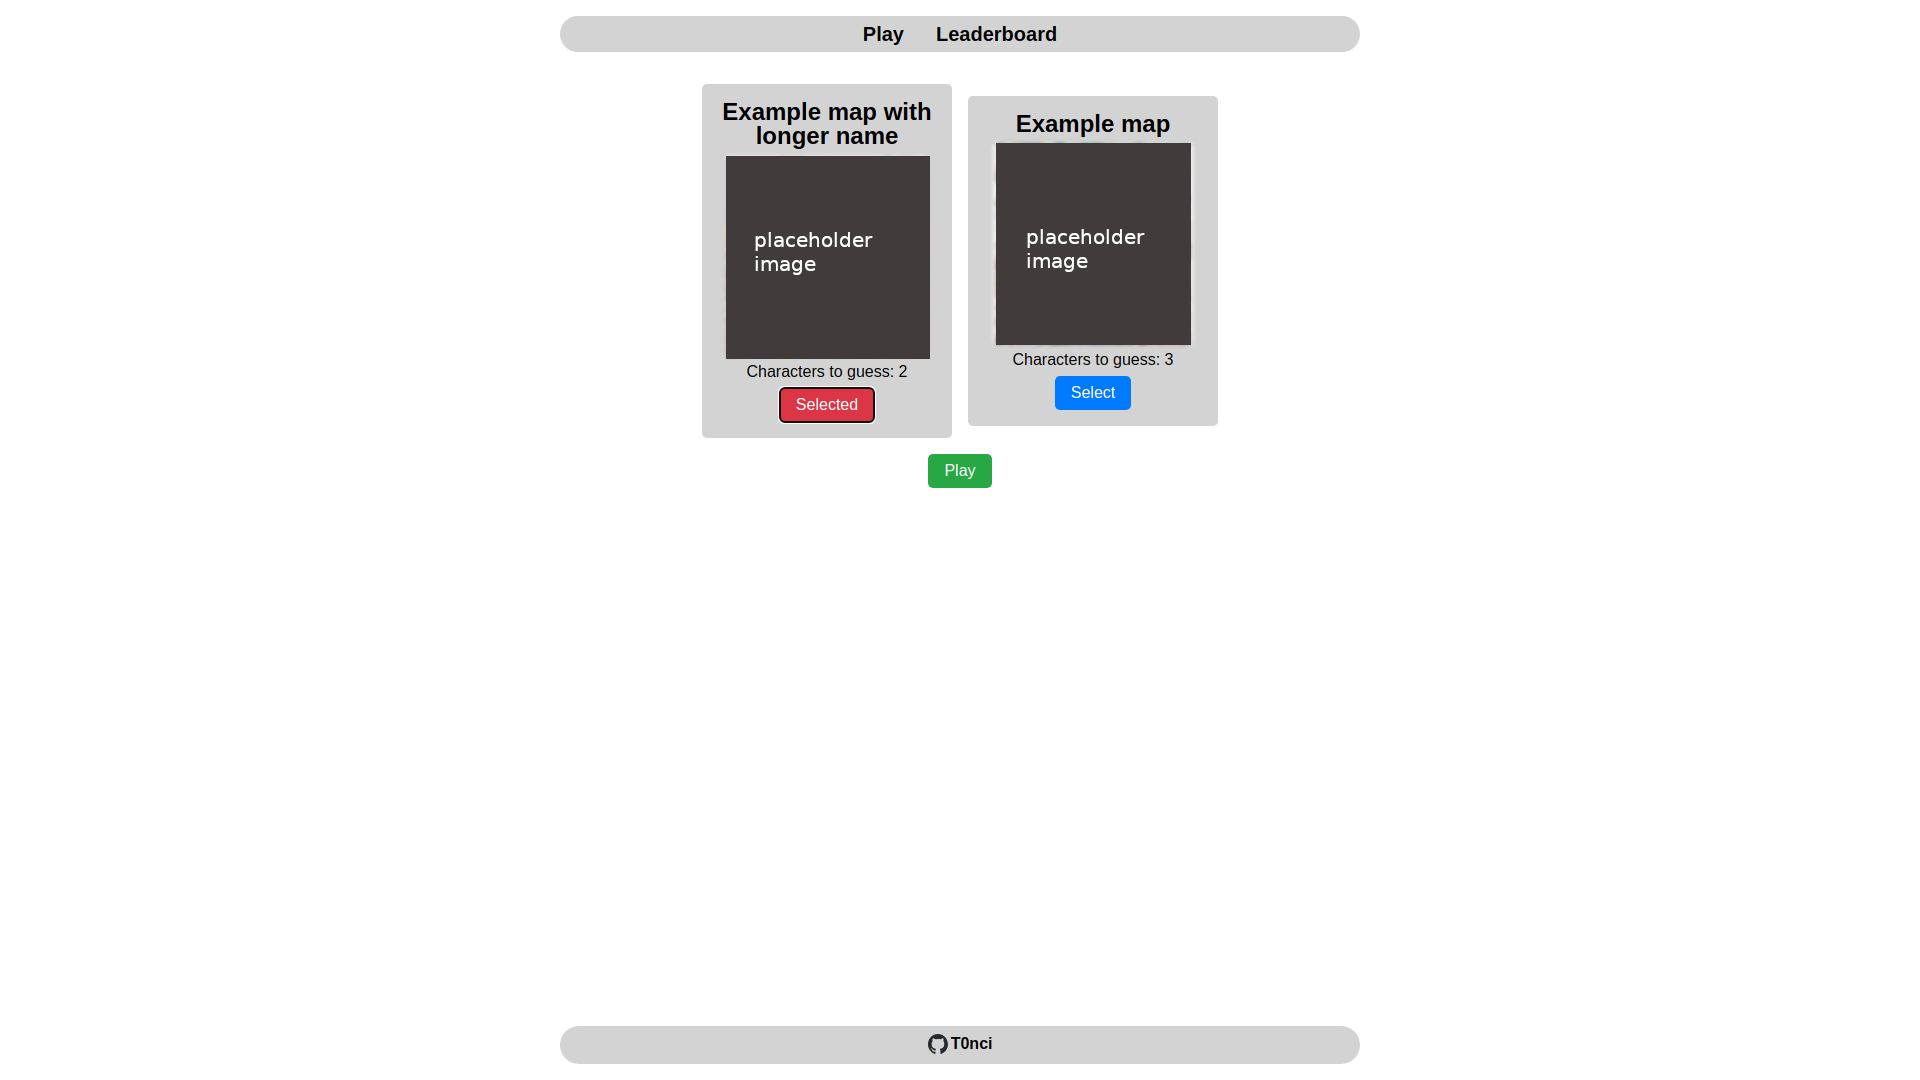 Play Leaderboard
Example map with
longer name
placeholder
image
Characters to guess: 2
Selected
Example map
placeholder
image
Characters to guess: 3
Select
Play
T0nci